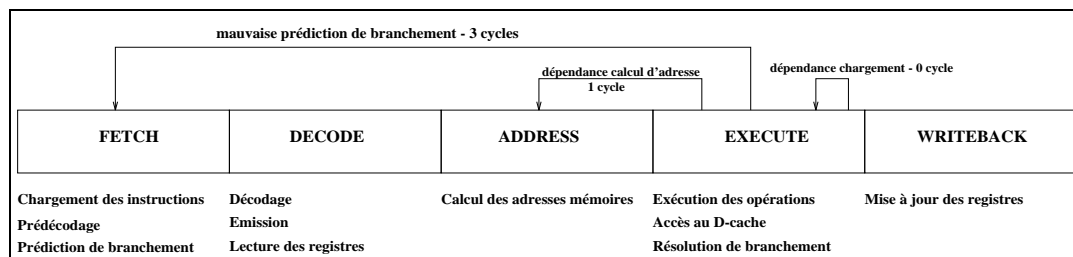 mauvaise prédiction de branchement - 3 cycles
dépendance calcul d'adresse
1 cycle
dépendance chargement - 0 cycle
FETCH
DECODE
ADDRESS
EXECUTE
WRITEBACK
Chargement des instructions
Prédécodage
Prédiction de branchement
Décodage
Emission
Lecture des registres
Calcul des adresses mémoires
Exécution des opérations
Accès au D-cache
Résolution de branchement
Mise à jour des registres